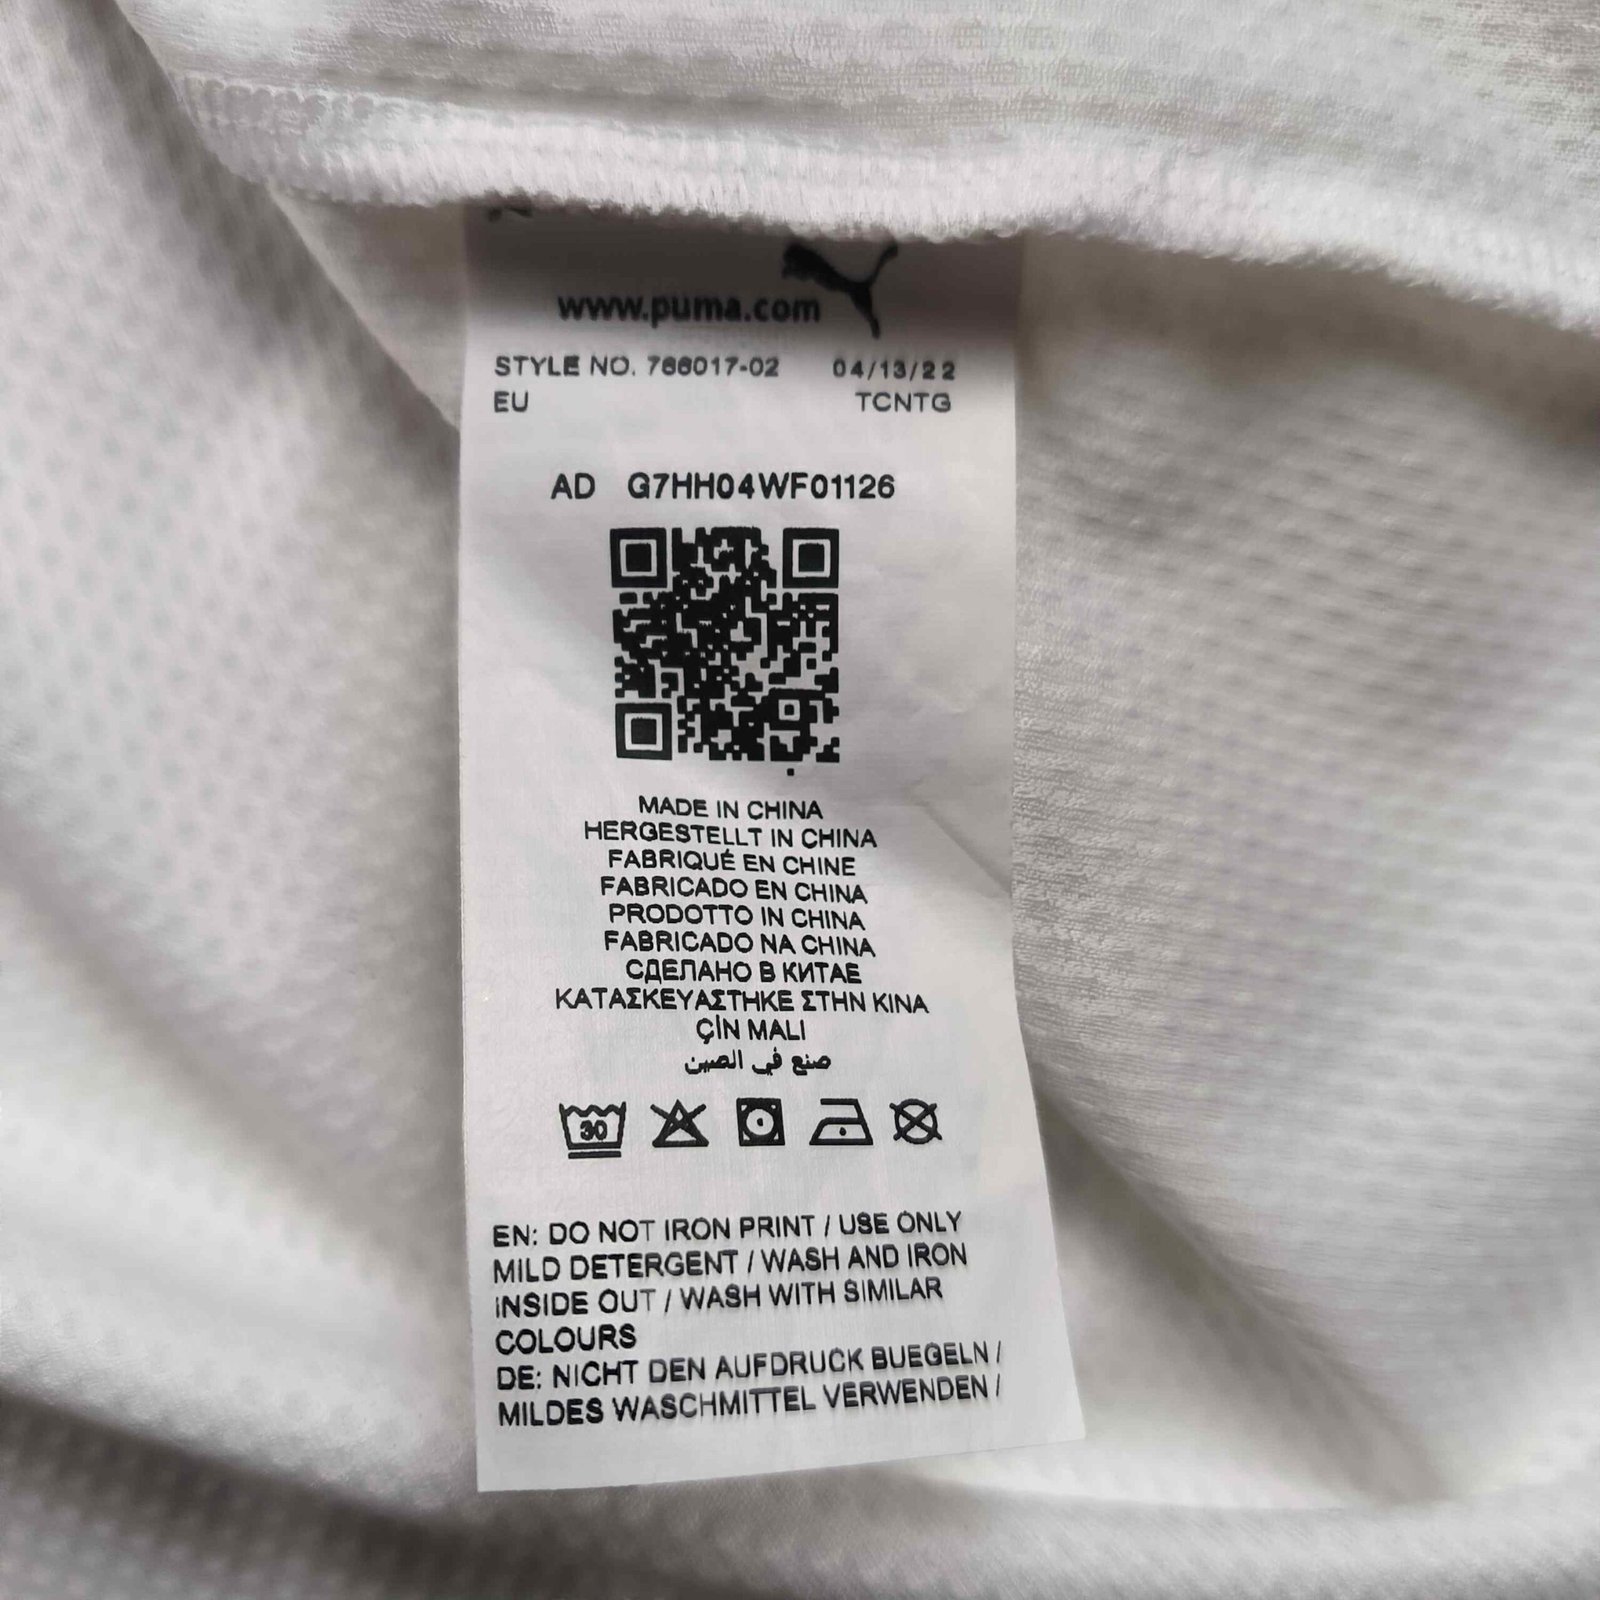 www.puma.com
STYLE NO. 766017-02 04/13/22
EU TCNTG
AD G7HH04WF01126
MADE IN CHINA
HERGESTELLT IN CHINA
FABRIQUÉ EN CHINE
FABRICADO EN CHINA
PRODOTTO IN CHINA
FABRICADO NA CHINA
СДЕЛАНО В КИТАЕ
ΚΑΤΑΣΚΕΥΑΣΤΗΚΕ ΣΤΗΝ ΚΙΝΑ
ÇİN MALI
صنع في الصين
30
EN: DO NOT IRON PRINT / USE ONLY
MILD DETERGENT / WASH AND IRON
INSIDE OUT / WASH WITH SIMILAR
COLOURS
DE: NICHT DEN AUFDRUCK BUEGELN /
MILDES WASCHMITTEL VERWENDEN /